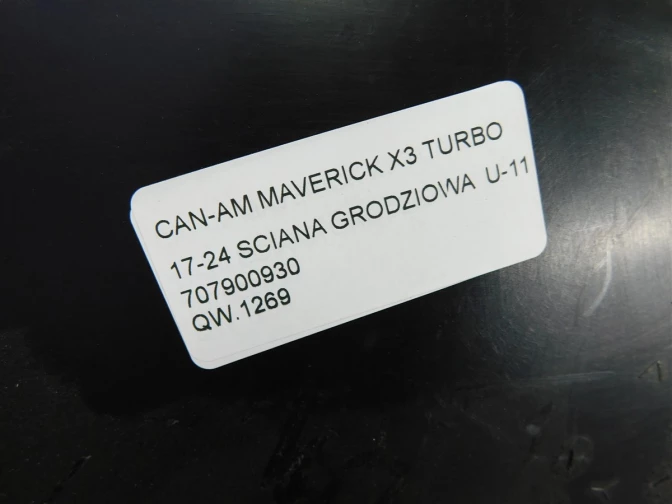 CAN-AM MAVERICK X3 TURBO
17-24 SCIANA GRODZIOWA U-11
707900930
QW.1269